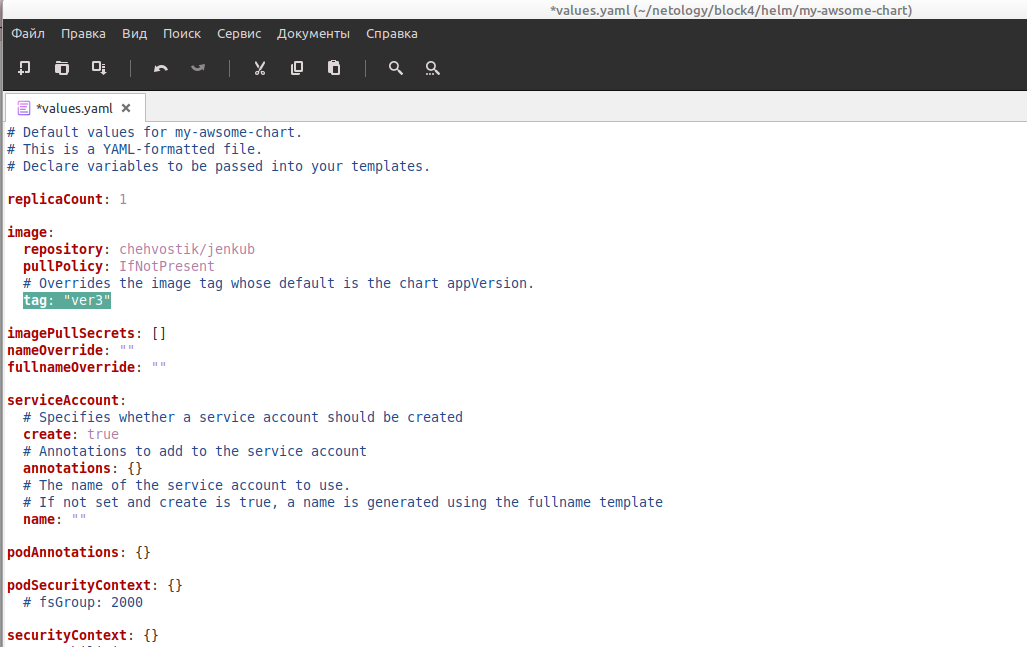 *values.yaml (~/netology/block4/helm/my-awsome-chart)
Файл Правка Вид Поиск Сервис Документы Справка
*values.yaml
# Default values for my-awsome-chart.
# This is a YAML-formatted file.
# Declare variables to be passed into your templates.
replicaCount: 1
image:
  repository: chehvostik/jenkub
  pullPolicy: IfNotPresent
  # Overrides the image tag whose default is the chart appVersion.
  tag: "ver3"
imagePullSecrets: []
nameOverride: ""
fullnameOverride: ""
serviceAccount:
  # Specifies whether a service account should be created
  create: true
  # Annotations to add to the service account
  annotations: {}
  # The name of the service account to use.
  # If not set and create is true, a name is generated using the fullname template
  name: ""
podAnnotations: {}
podSecurityContext: {}
  # fsGroup: 2000
securityContext: {}